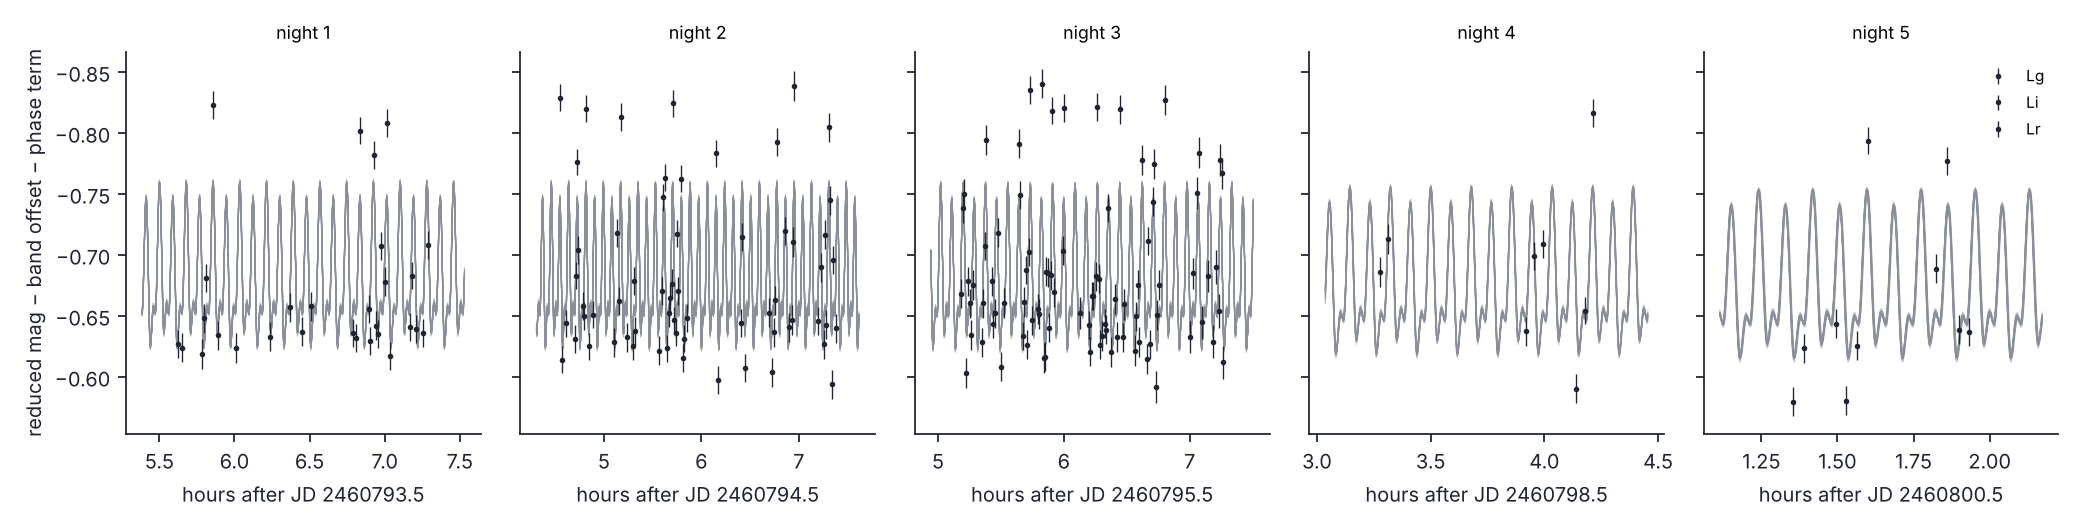 night 1
night 2
night 3
night 4
night 5
reduced mag − band offset − phase term
−0.85
−0.80
−0.75
−0.70
−0.65
−0.60
Lg
Li
Lr
5.5 6.0 6.5 7.0 7.5
5 6 7
5 6 7
3.0 3.5 4.0 4.5
1.25 1.50 1.75 2.00
hours after JD 2460793.5
hours after JD 2460794.5
hours after JD 2460795.5
hours after JD 2460798.5
hours after JD 2460800.5